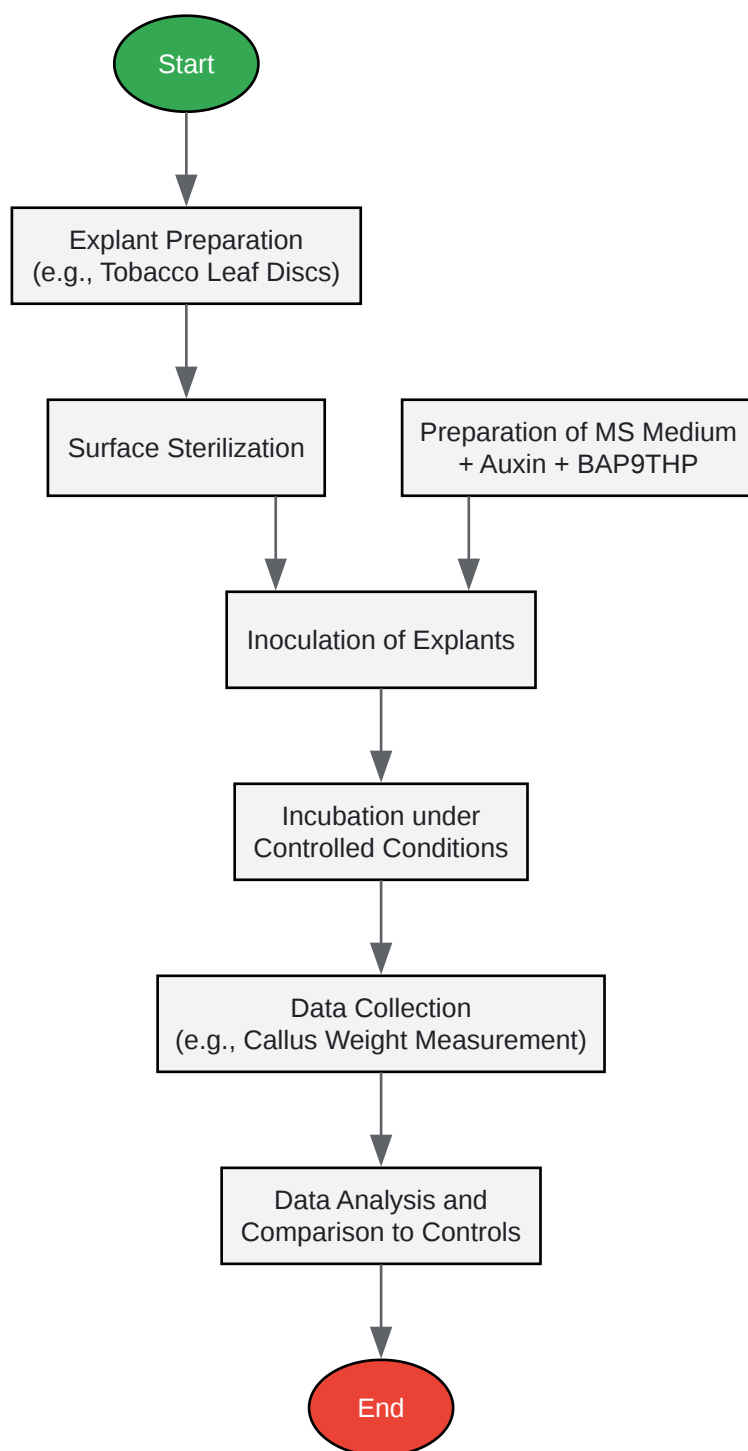 Start
Explant Preparation
(e.g., Tobacco Leaf Discs)
Surface Sterilization
Preparation of MS Medium
+ Auxin + BAP9THP
Inoculation of Explants
Incubation under
Controlled Conditions
Data Collection
(e.g., Callus Weight Measurement)
Data Analysis and
Comparison to Controls
End